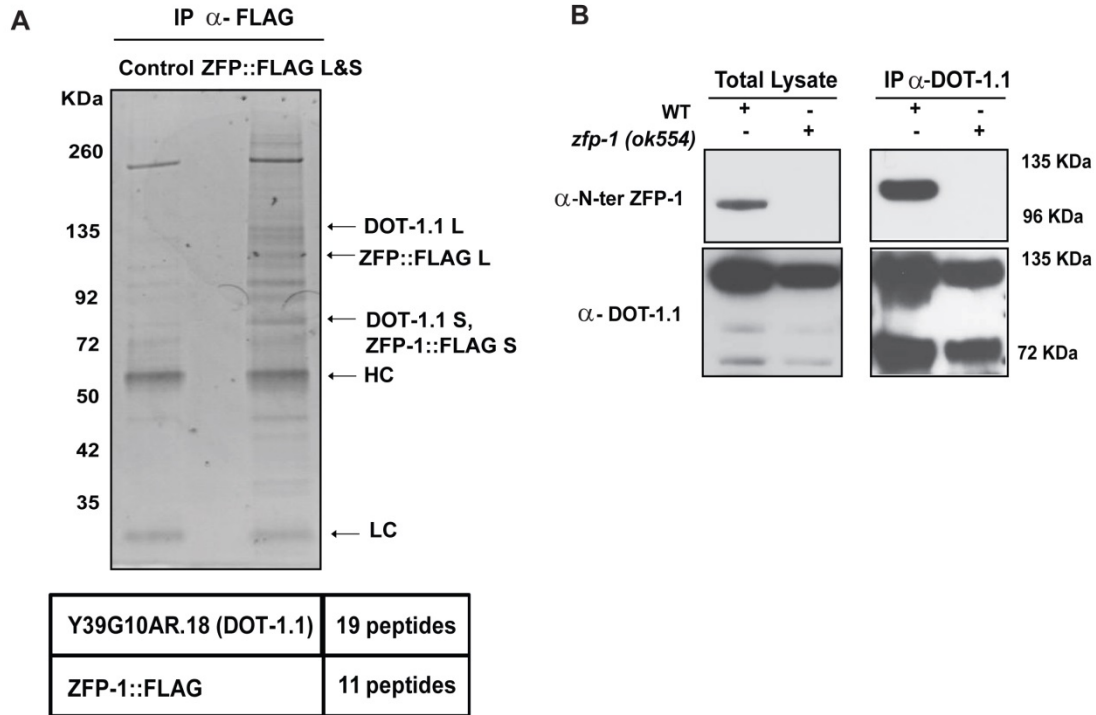 A
IP α- FLAG
Control ZFP::FLAG L&S
KDa
260
135
92
72
50
42
35
DOT-1.1 L
ZFP::FLAG L
DOT-1.1 S,
ZFP-1::FLAG S
HC
LC
Y39G10AR.18 (DOT-1.1) 19 peptides
ZFP-1::FLAG 11 peptides
B
Total Lysate IP α-DOT-1.1
WT + - + -
zfp-1 (ok554) - + - +
α-N-ter ZFP-1
135 KDa
96 KDa
α- DOT-1.1
135 KDa
72 KDa